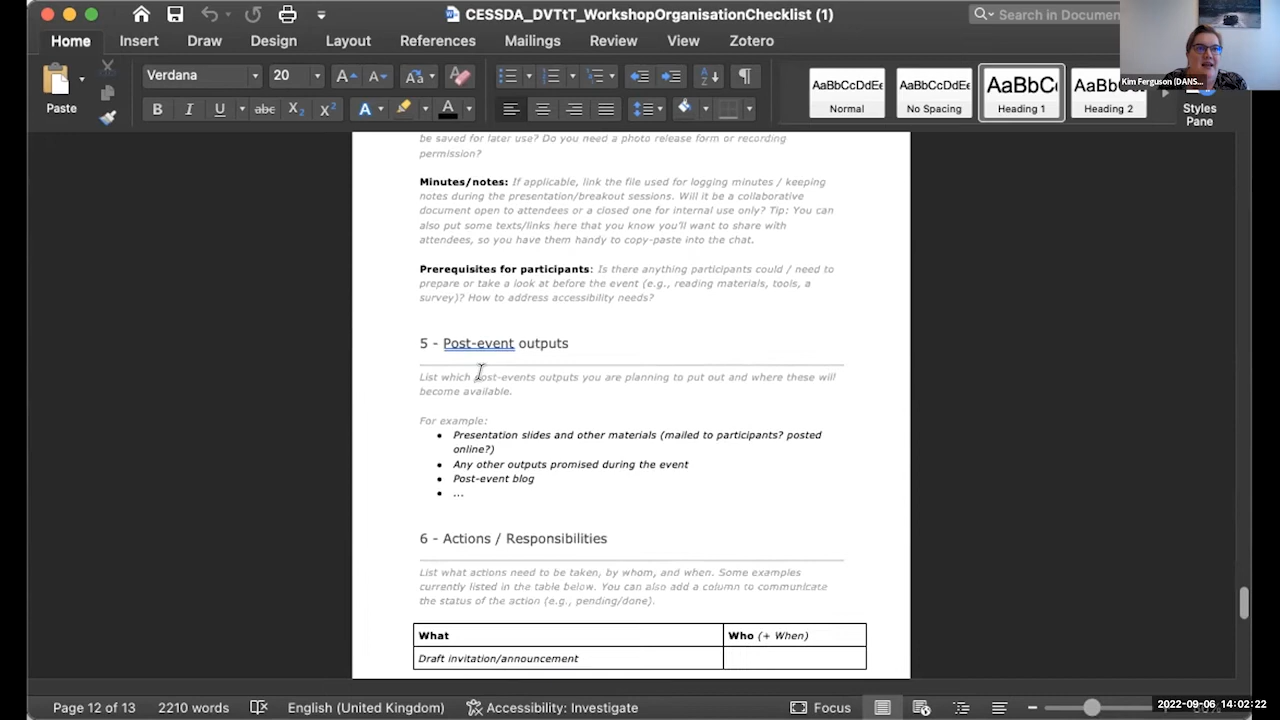 CESSDA_DVTtT_WorkshopOrganisationChecklist (1)
Search in Documen
Home Insert Draw Design Layout References Mailings Review View Zotero
Kim Ferguson (DANS...
Paste
Verdana 20
AaBbCcDdEe AaBbCcDdEe AaBbC AaBbCcDdE
Normal No Spacing Heading 1 Heading 2
Styles
Pane
be saved for later use? Do you need a photo release form or recording
permission?
Minutes/notes: If applicable, link the file used for logging minutes / keeping
notes during the presentation/breakout sessions. Will it be a collaborative
document open to attendees or a closed one for internal use only? Tip: You can
also put some texts/links here that you know you'll want to share with
attendees, so you have them handy to copy-paste into the chat.
Prerequisites for participants: Is there anything participants could / need to
prepare or take a look at before the event (e.g., reading materials, tools, a
survey)? How to address accessibility needs?
5 - Post-event outputs
List which post-events outputs you are planning to put out and where these will
become available.
For example:
• Presentation slides and other materials (mailed to participants? posted
online?)
• Any other outputs promised during the event
• Post-event blog
• ...
6 - Actions / Responsibilities
List what actions need to be taken, by whom, and when. Some examples
currently listed in the table below. You can also add a column to communicate
the status of the action (e.g., pending/done).
What Who (+ When)
Draft invitation/announcement
Page 12 of 13 2210 words English (United Kingdom) Accessibility: Investigate Focus
2022-09-06 14:02:22